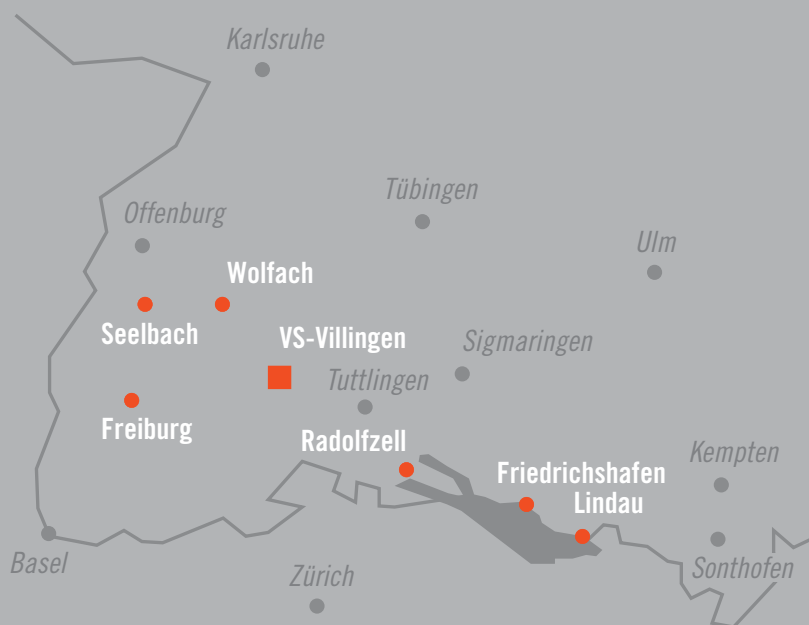 Karlsruhe
Tübingen
Offenburg
Ulm
Wolfach
Seelbach
VS-Villingen
Sigmaringen
Tuttlingen
Freiburg
Radolfzell
Kempten
Friedrichshafen
Lindau
Basel
Sonthofen
Zürich